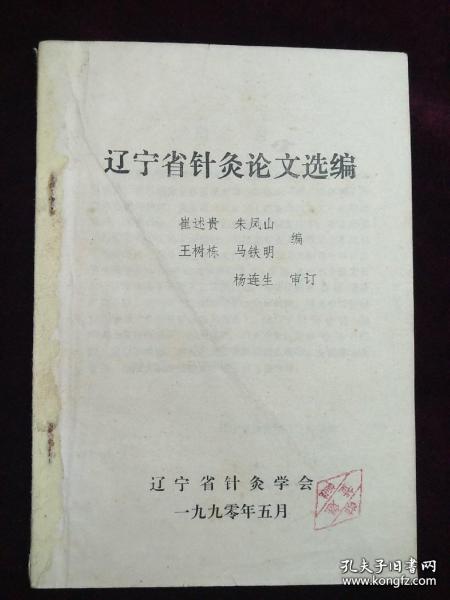 辽宁省针灸论文选编
崔述贵 朱凤山
王树栋 马铁明 编
杨连生 审订
辽宁省针灸学会
一九九零年五月
孔夫子旧书网
www.kongfz.com